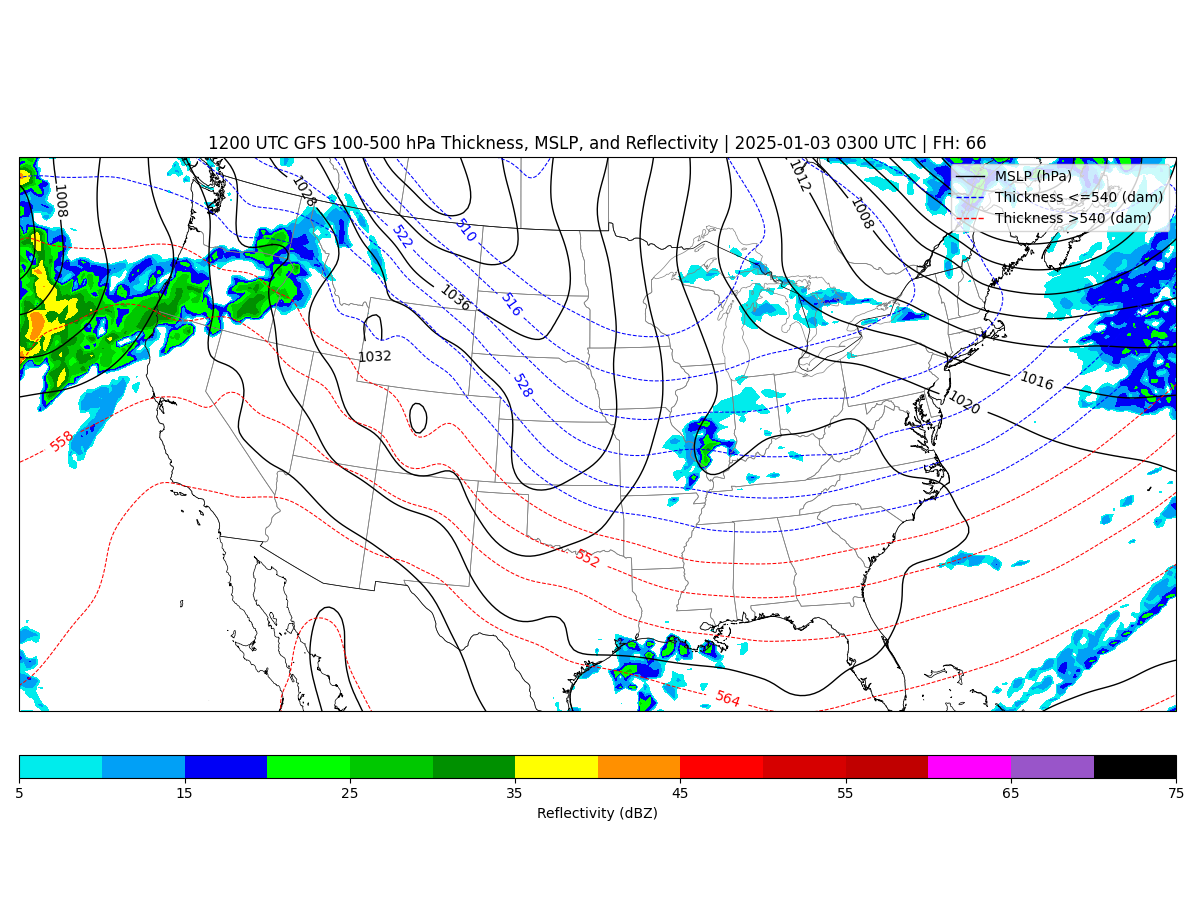 1200 UTC GFS 100-500 hPa Thickness, MSLP, and Reflectivity | 2025-01-03 0300 UTC | FH: 66
MSLP (hPa)
Thickness <=540 (dam)
Thickness >540 (dam)
1008
1028
522
510
1012
1008
1036
516
1032
528
1016
1020
558
552
564
5 15 25 35 45 55 65 75
Reflectivity (dBZ)